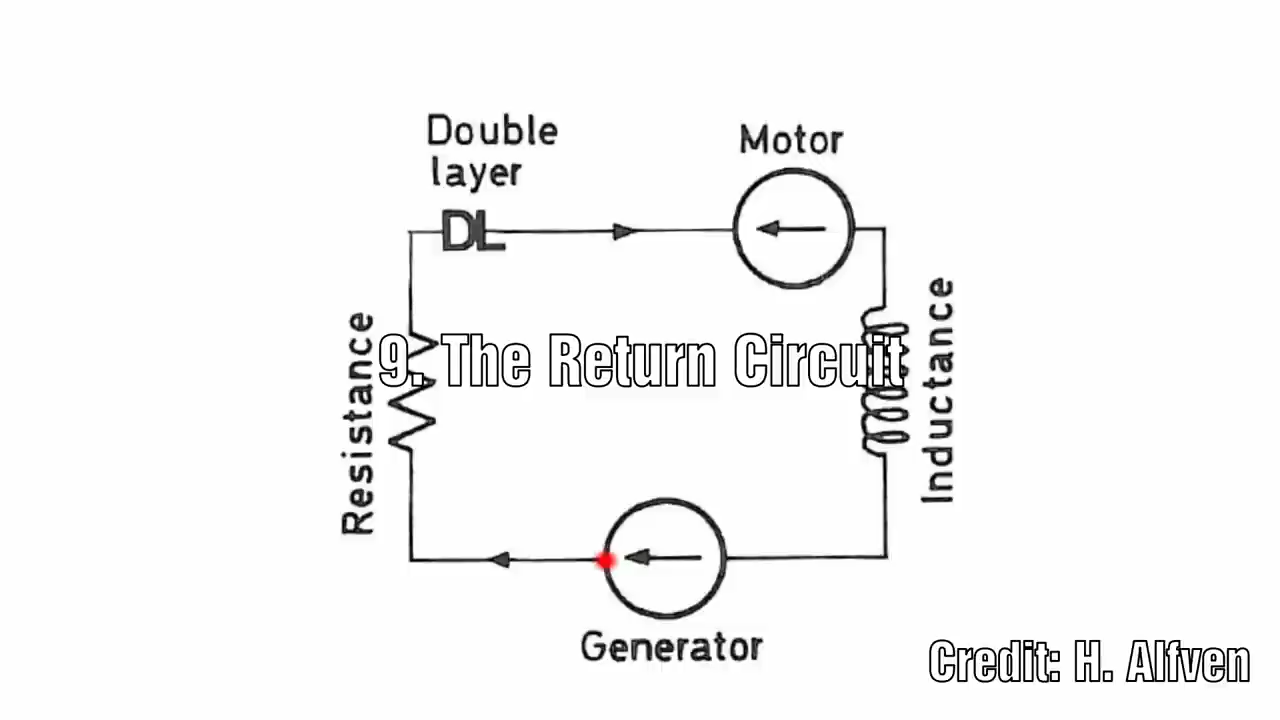 Double
layer
Motor
DL
Resistance
9. The Return Circuit
Inductance
Generator
Credit: H. Alfven